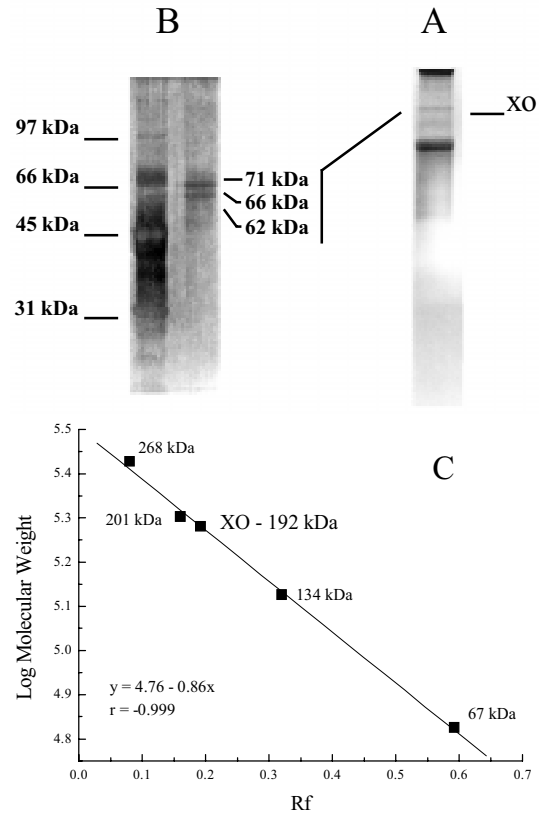 B
A
97 kDa
66 kDa
45 kDa
31 kDa
71 kDa
66 kDa
62 kDa
XO
C
Log Molecular Weight
5.5
5.4
5.3
5.2
5.1
5.0
4.9
4.8
268 kDa
201 kDa
XO - 192 kDa
134 kDa
67 kDa
y = 4.76 - 0.86x
r = -0.999
0.0 0.1 0.2 0.3 0.4 0.5 0.6 0.7
Rf